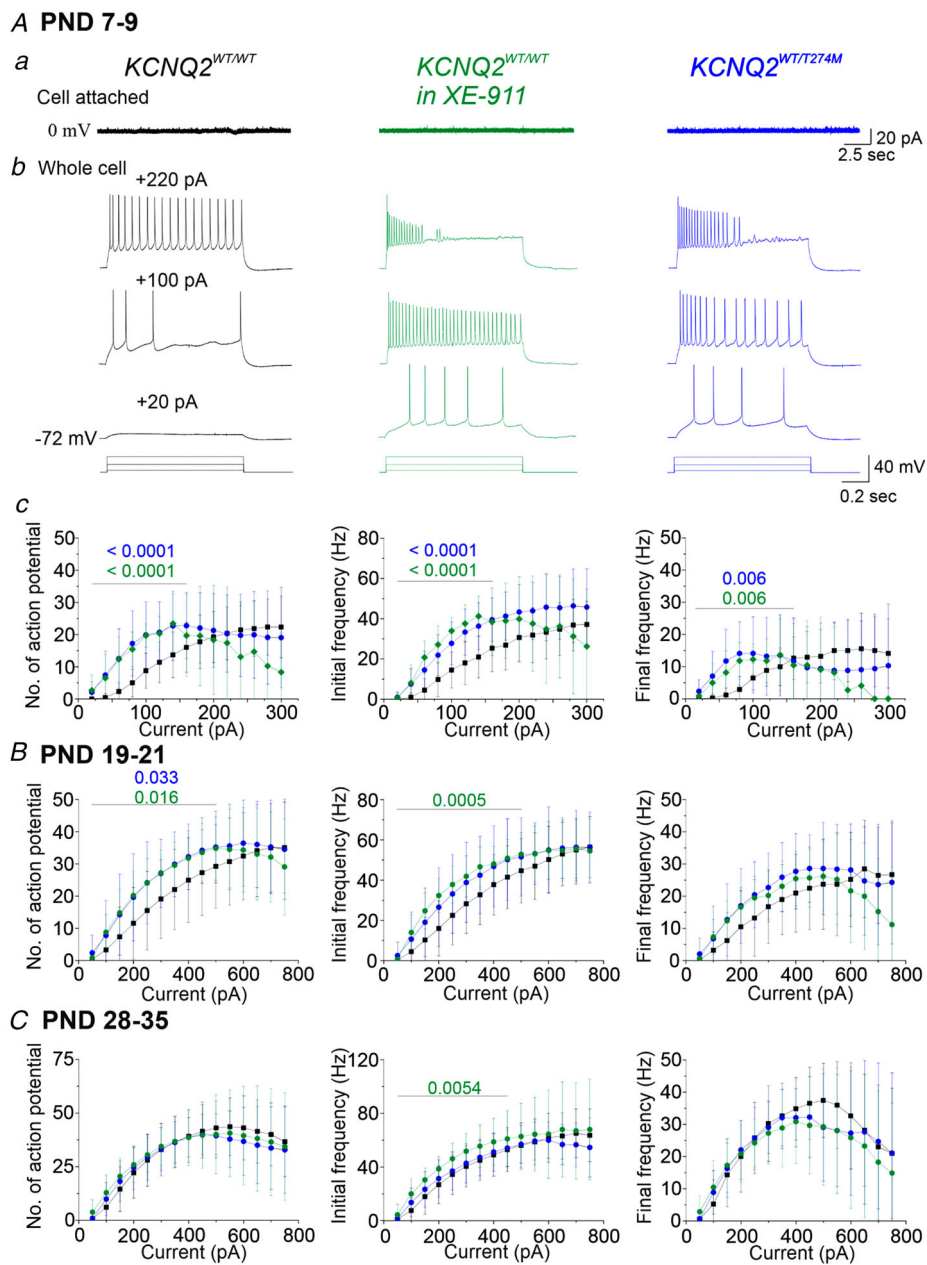 A PND 7-9
a
KCNQ2^WT/WT
KCNQ2^WT/WT
in XE-911
KCNQ2^WT/T274M
Cell attached
0 mV
20 pA
2.5 sec
b Whole cell
+220 pA
+100 pA
+20 pA
-72 mV
40 mV
0.2 sec
c
No. of action potential
50
40
30
20
10
0
< 0.0001
< 0.0001
0 100 200 300
Current (pA)
Initial frequency (Hz)
80
60
40
20
0
< 0.0001
< 0.0001
0 100 200 300
Current (pA)
Final frequency (Hz)
50
40
30
20
10
0
0.006
0.006
0 100 200 300
Current (pA)
B PND 19-21
No. of action potential
50
40
30
20
10
0
0.033
0.016
0 200 400 600 800
Current (pA)
Initial frequency (Hz)
80
60
40
20
0
0.0005
0 200 400 600 800
Current (pA)
Final frequency (Hz)
50
40
30
20
10
0
0 200 400 600 800
Current (pA)
C PND 28-35
No. of action potential
75
50
25
0
0 200 400 600 800
Current (pA)
Initial frequency (Hz)
120
80
40
0
0.0054
0 200 400 600 800
Current (pA)
Final frequency (Hz)
50
40
30
20
10
0
0 200 400 600 800
Current (pA)